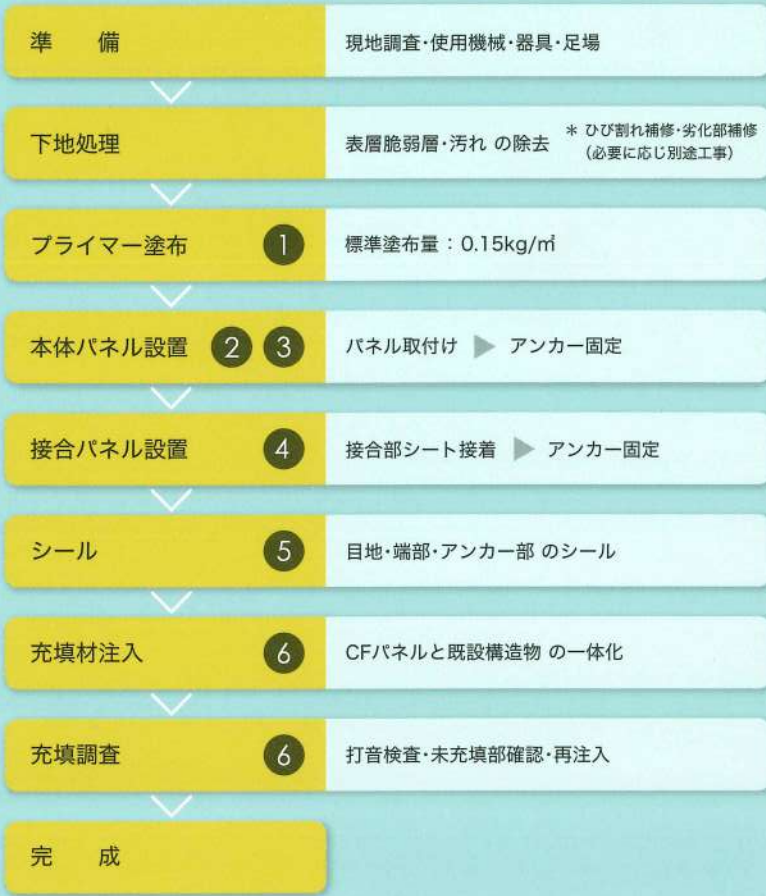 準　備
現地調査・使用機械・器具・足場
下地処理
表層脆弱層・汚れ の除去
＊ ひび割れ補修・劣化部補修
（必要に応じ別途工事）
プライマー塗布 1
標準塗布量：0.15kg/㎡
本体パネル設置 2 3
パネル取付け ▶ アンカー固定
接合パネル設置 4
接合部シート接着 ▶ アンカー固定
シール 5
目地・端部・アンカー部 のシール
充填材注入 6
CFパネルと既設構造物 の一体化
充填調査 6
打音検査・未充填部確認・再注入
完　成